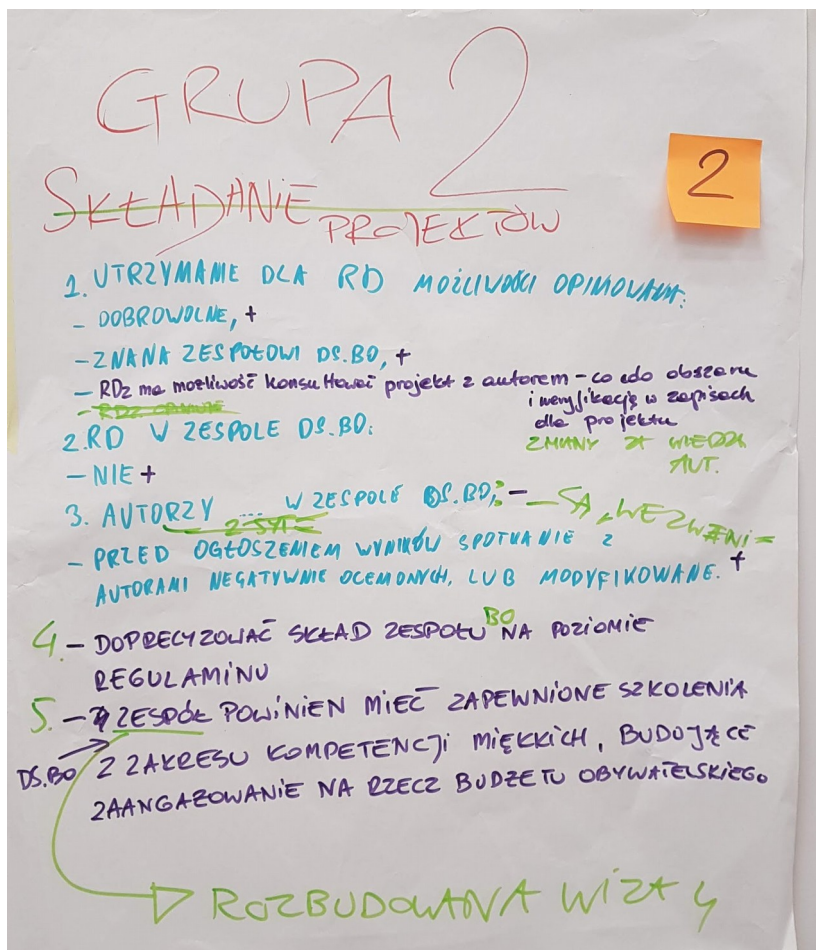 GRUPA 2
2
SKŁADANIE PROJEKTÓW
1. UTRZYMANIE DLA RD MOŻLIWOŚCI OPINIOWANIA:
- DOBROWOLNE, +
- ZNANA ZESPOŁOWI DS.BO, +
- RDz ma możliwość konsultować projekt z autorem - co do obszaru
i weryfikację w zapisach
dla projektu
- RDZ
ZMIANY ZA WIEDZĄ
AUT.
2. RD W ZESPOLE DS.BO:
- NIE +
3. AUTORZY ... W ZESPOLE DS.BO; - SĄ, WEZWANI
- PRZED OGŁOSZENIEM WYNIKÓW SPOTKANIE Z
AUTORAMI NEGATYWNIE OCENIONYCH, LUB MODYFIKOWANE. +
4. - DOPRECYZOWAĆ SKŁAD ZESPOŁU BO NA POZIOMIE
REGULAMINU
5. - ZESPÓŁ POWINIEN MIEĆ ZAPEWNIONE SZKOLENIA
DS.BO Z ZAKRESU KOMPETENCJI MIĘKKICH, BUDUJĄCE
ZAANGAŻOWANIE NA RZECZ BUDŻETU OBYWATELSKIEGO
ROZBUDOWANA